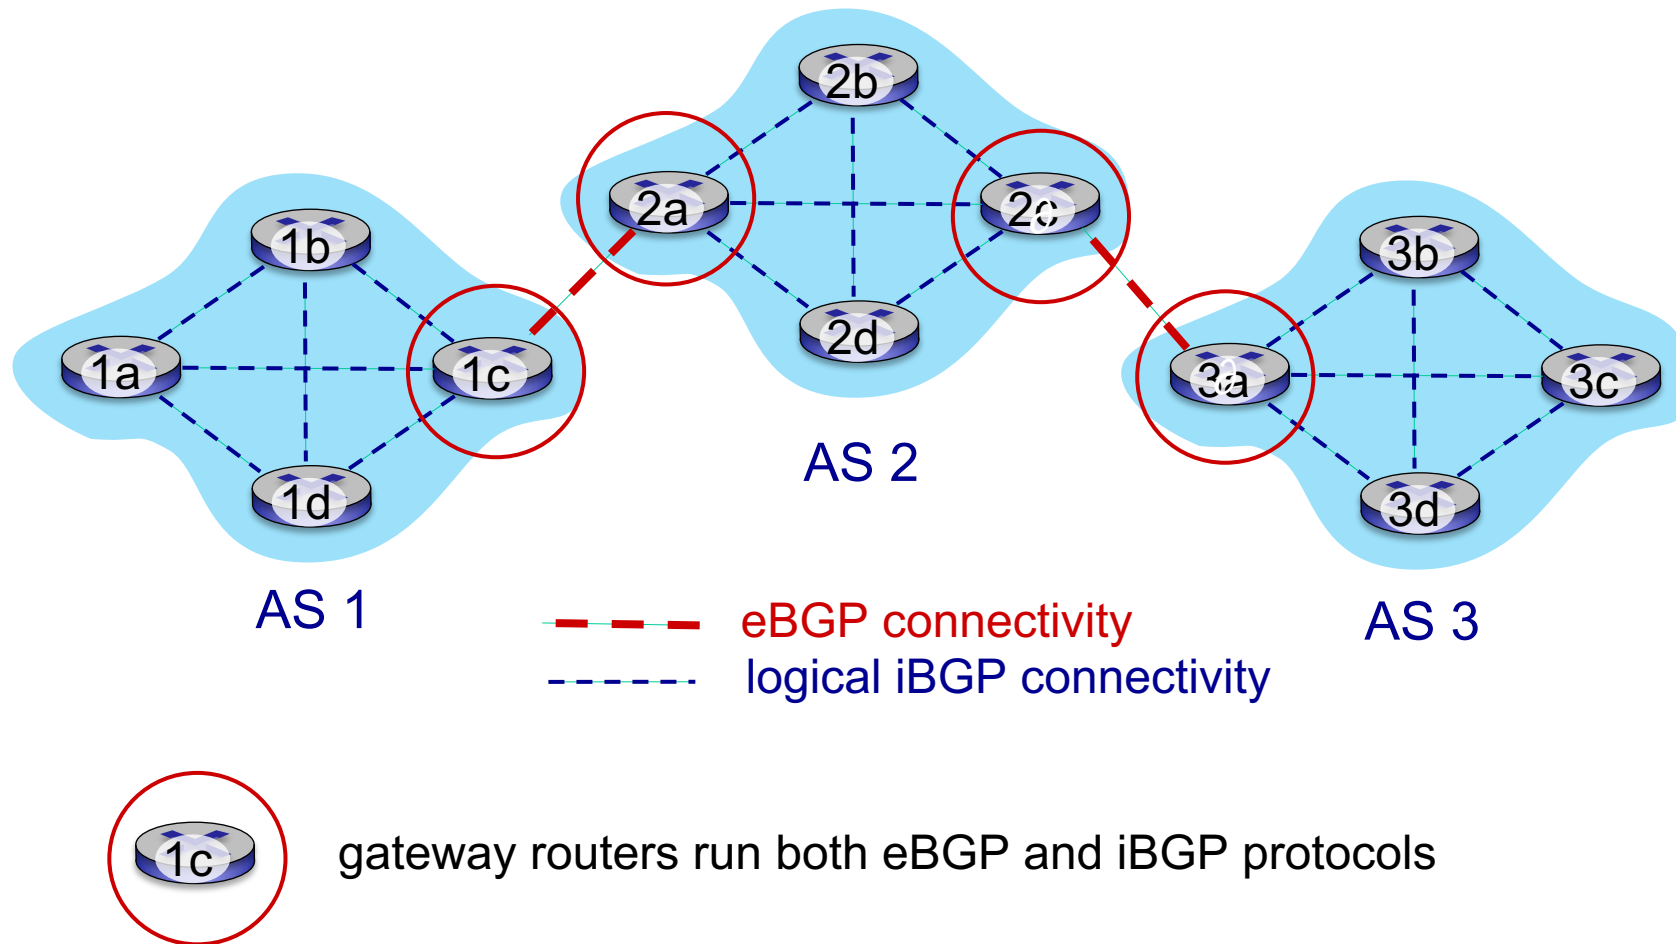 2b
2a
2c
1b
3b
2d
1a
1c
3a
3c
AS 2
1d
3d
AS 1
eBGP connectivity
AS 3
logical iBGP connectivity
1c
gateway routers run both eBGP and iBGP protocols